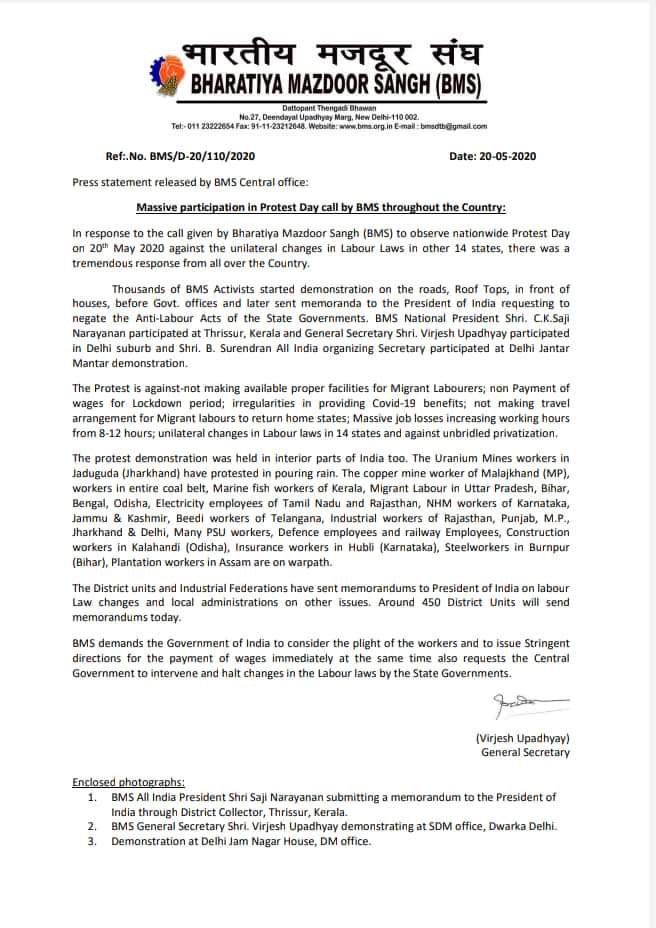 भारतीय मजदूर संघ
BHARATIYA MAZDOOR SANGH (BMS)
Dattopant Thengadi Bhawan
No.27, Deendayal Upadhyay Marg, New Delhi-110 002.
Tel:- 011 23222654 Fax: 91-11-23212648. Website: www.bms.org.in E-mail : bmsdtb@gmail.com
Ref:.No. BMS/D-20/110/2020 Date: 20-05-2020
Press statement released by BMS Central office:
Massive participation in Protest Day call by BMS throughout the Country:
In response to the call given by Bharatiya Mazdoor Sangh (BMS) to observe nationwide Protest Day
on 20th May 2020 against the unilateral changes in Labour Laws in other 14 states, there was a
tremendous response from all over the Country.
Thousands of BMS Activists started demonstration on the roads, Roof Tops, in front of
houses, before Govt. offices and later sent memoranda to the President of India requesting to
negate the Anti-Labour Acts of the State Governments. BMS National President Shri. C.K.Saji
Narayanan participated at Thrissur, Kerala and General Secretary Shri. Virjesh Upadhyay participated
in Delhi suburb and Shri. B. Surendran All India organizing Secretary participated at Delhi Jantar
Mantar demonstration.
The Protest is against-not making available proper facilities for Migrant Labourers; non Payment of
wages for Lockdown period; irregularities in providing Covid-19 benefits; not making travel
arrangement for Migrant labours to return home states; Massive job losses increasing working hours
from 8-12 hours; unilateral changes in Labour laws in 14 states and against unbridled privatization.
The protest demonstration was held in interior parts of India too. The Uranium Mines workers in
Jaduguda (Jharkhand) have protested in pouring rain. The copper mine worker of Malajkhand (MP),
workers in entire coal belt, Marine fish workers of Kerala, Migrant Labour in Uttar Pradesh, Bihar,
Bengal, Odisha, Electricity employees of Tamil Nadu and Rajasthan, NHM workers of Karnataka,
Jammu & Kashmir, Beedi workers of Telangana, Industrial workers of Rajasthan, Punjab, M.P.,
Jharkhand & Delhi, Many PSU workers, Defence employees and railway Employees, Construction
workers in Kalahandi (Odisha), Insurance workers in Hubli (Karnataka), Steelworkers in Burnpur
(Bihar), Plantation workers in Assam are on warpath.
The District units and Industrial Federations have sent memorandums to President of India on labour
Law changes and local administrations on other issues. Around 450 District Units will send
memorandums today.
BMS demands the Government of India to consider the plight of the workers and to issue Stringent
directions for the payment of wages immediately at the same time also requests the Central
Government to intervene and halt changes in the Labour laws by the State Governments.
(Virjesh Upadhyay)
General Secretary
Enclosed photographs:
1. BMS All India President Shri Saji Narayanan submitting a memorandum to the President of
India through District Collector, Thrissur, Kerala.
2. BMS General Secretary Shri. Virjesh Upadhyay demonstrating at SDM office, Dwarka Delhi.
3. Demonstration at Delhi Jam Nagar House, DM office.